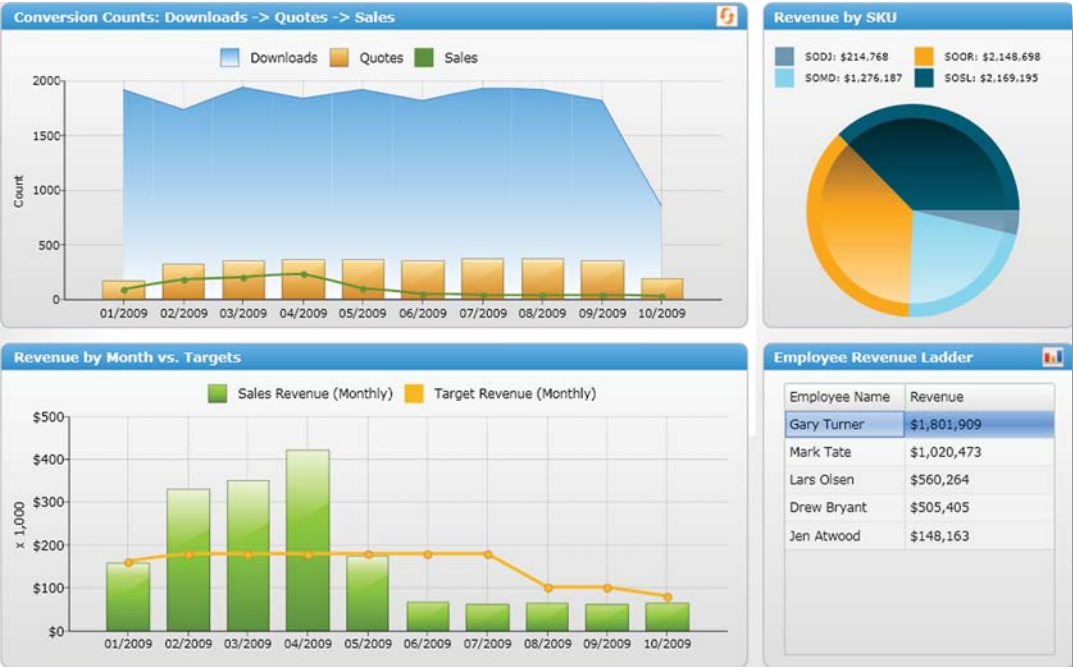 Conversion Counts: Downloads -> Quotes -> Sales
Downloads Quotes Sales
2000
1500
1000
500
0
Count
01/2009 02/2009 03/2009 04/2009 05/2009 06/2009 07/2009 08/2009 09/2009 10/2009
Revenue by SKU
SODJ: $214,768 SOOR: $2,148,698
SOMD: $1,276,187 SOSL: $2,169,195
Revenue by Month vs. Targets
Sales Revenue (Monthly) Target Revenue (Monthly)
$500
$400
$300
$200
$100
$0
x 1,000
01/2009 02/2009 03/2009 04/2009 05/2009 06/2009 07/2009 08/2009 09/2009 10/2009
Employee Revenue Ladder
Employee Name Revenue
Gary Turner $1,801,909
Mark Tate $1,020,473
Lars Olsen $560,264
Drew Bryant $505,405
Jen Atwood $148,163